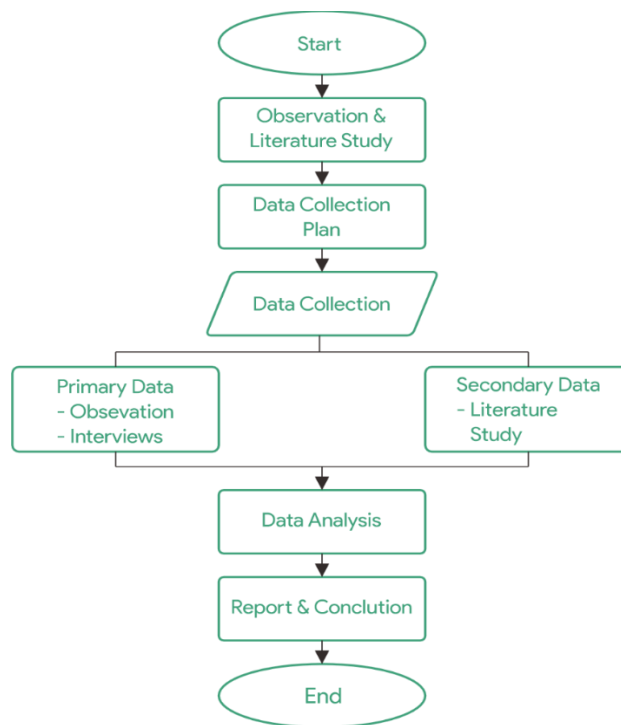 Start
Observation &
Literature Study
Data Collection
Plan
Data Collection
Primary Data
- Obsevation
- Interviews
Secondary Data
- Literature
Study
Data Analysis
Report & Conclution
End